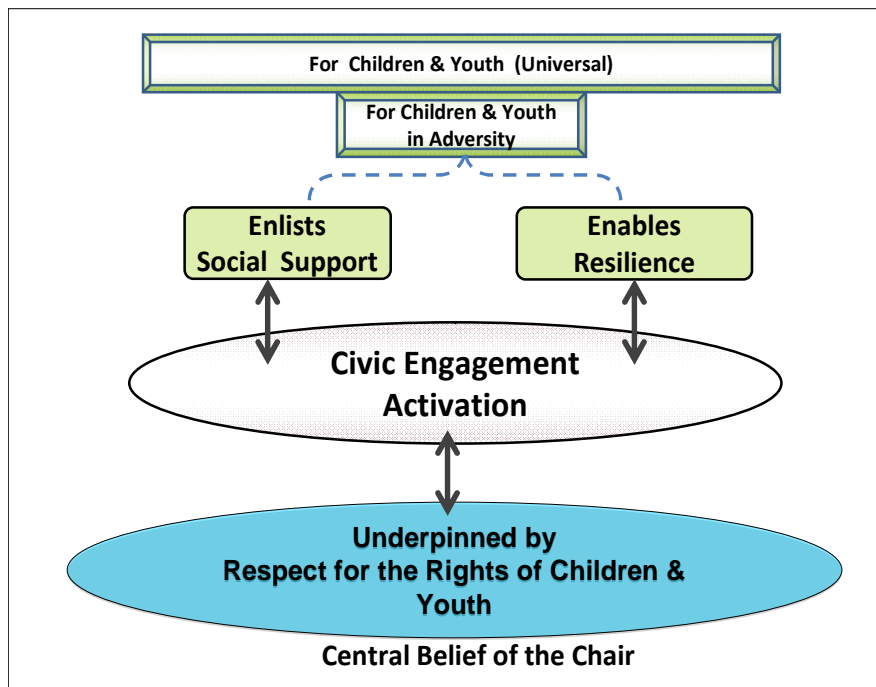 For Children & Youth (Universal)
For Children & Youth
in Adversity
Enlists
Social Support
Enables
Resilience
Civic Engagement
Activation
Underpinned by
Respect for the Rights of Children &
Youth
Central Belief of the Chair